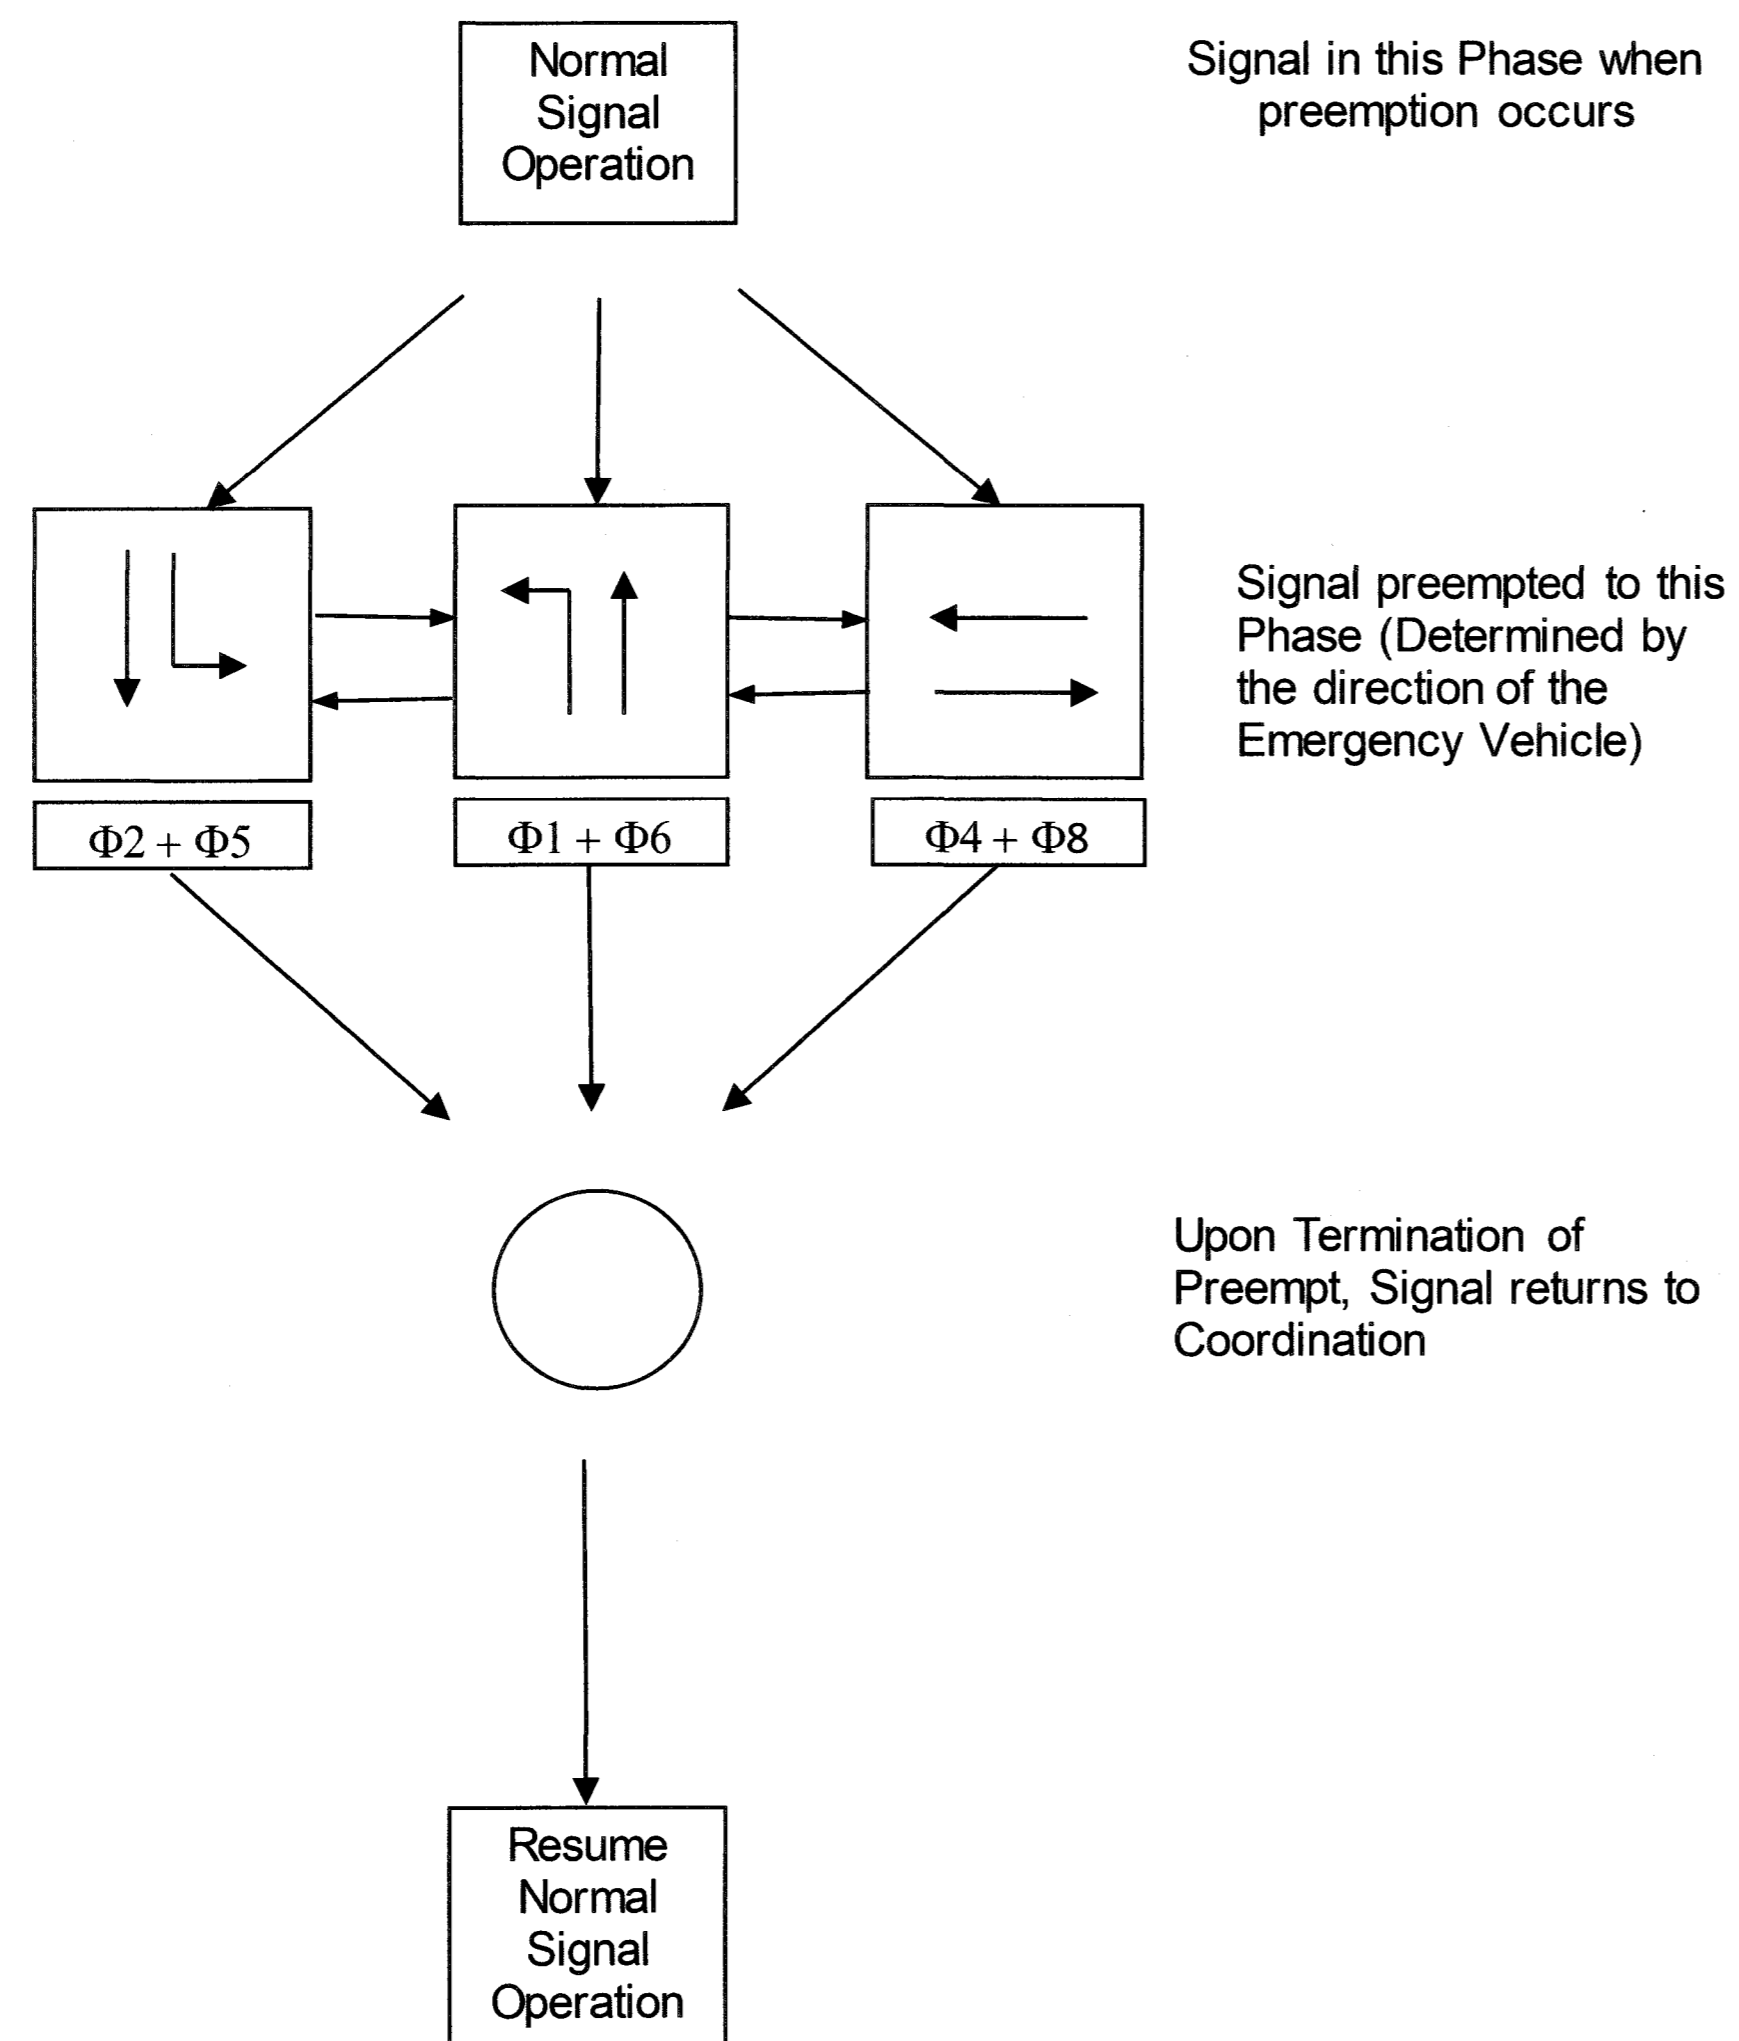 Normal
Signal
Operation
Signal in this Phase when
preemption occurs
Signal preempted to this
Phase (Determined by
the direction of the
Emergency Vehicle)
Φ2 + Φ5
Φ1 + Φ6
Φ4 + Φ8
Upon Termination of
Preempt, Signal returns to
Coordination
Resume
Normal
Signal
Operation